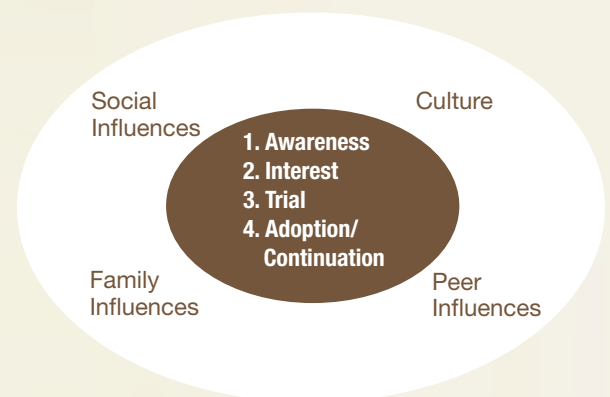 Social
Influences
Culture
1. Awareness
2. Interest
3. Trial
4. Adoption/
Continuation
Family
Influences
Peer
Influences